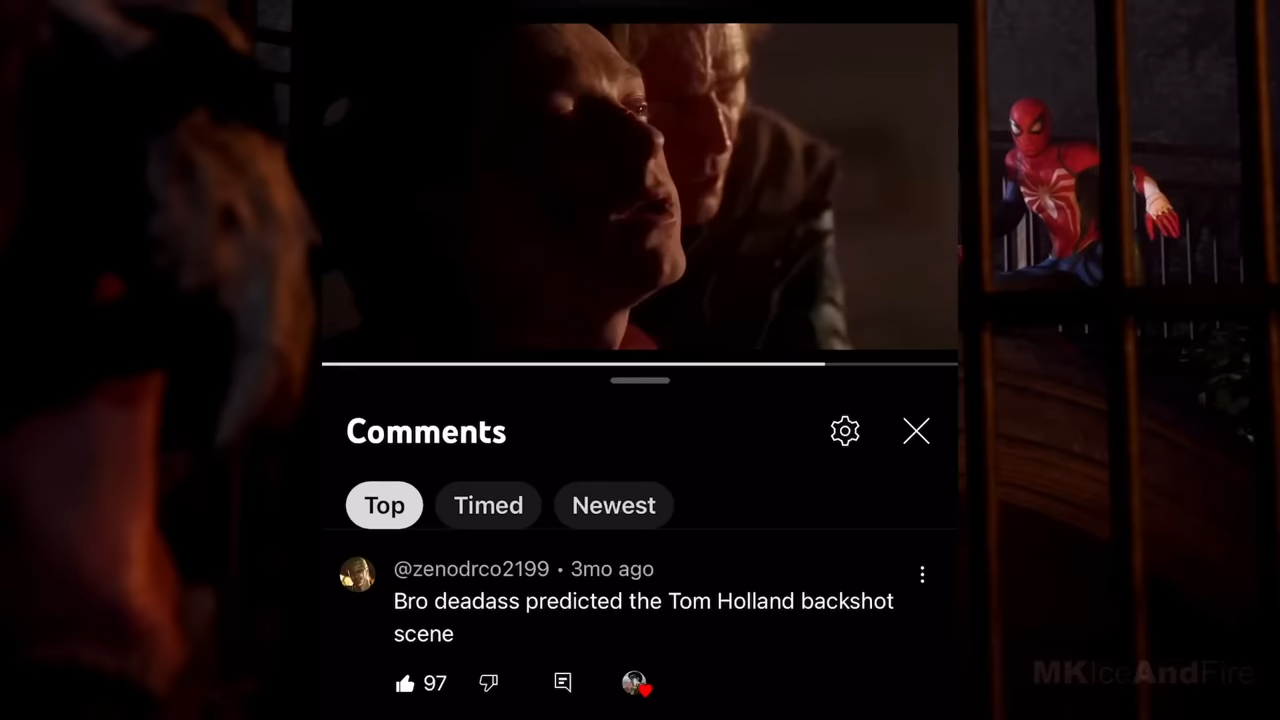 Comments
Top Timed Newest
@zenodrco2199 • 3mo ago
Bro deadass predicted the Tom Holland backshot
scene
97
MKIceAndFire